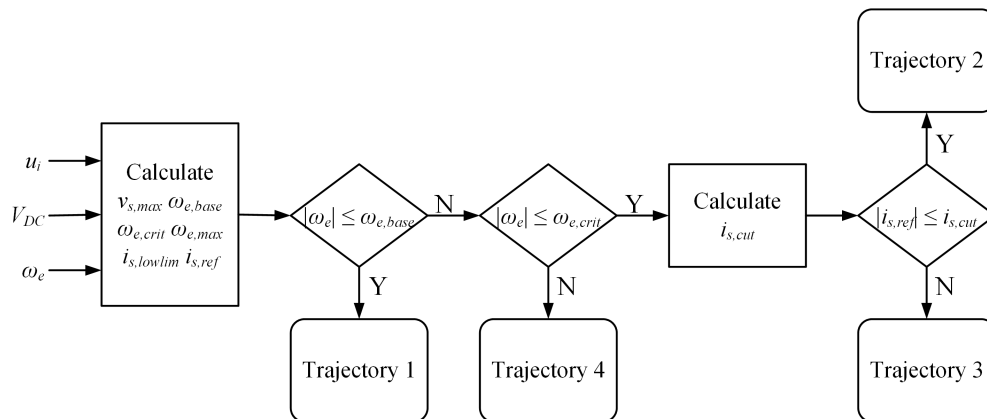 u_i
V_DC
ω_e
Calculate
v_s,max ω_e,base
ω_e,crit ω_e,max
i_s,lowlim i_s,ref
|ω_e| ≤ ω_e,base
N
Y
Trajectory 1
|ω_e| ≤ ω_e,crit
Y
N
Trajectory 4
Calculate
i_s,cut
|i_s,ref| ≤ i_s,cut
Y
Trajectory 2
N
Trajectory 3